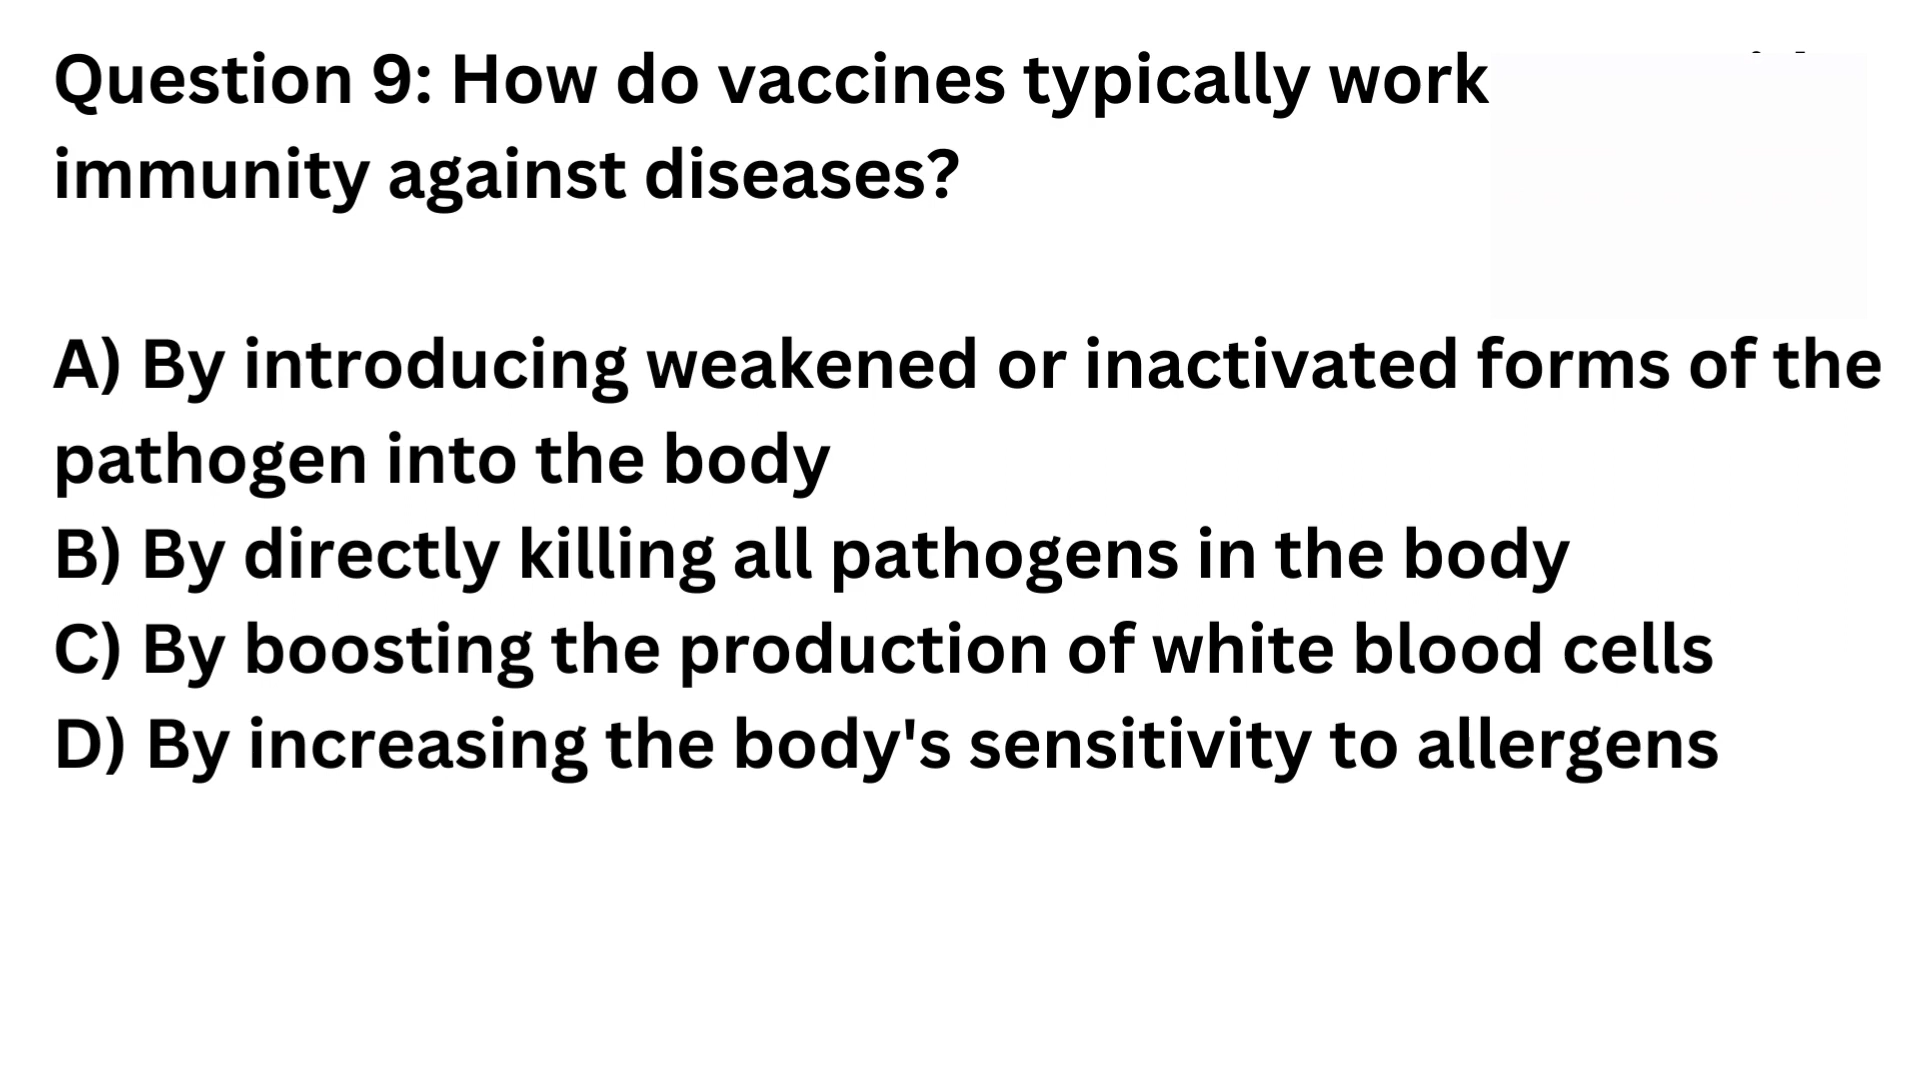 Question 9: How do vaccines typically work
immunity against diseases?
A) By introducing weakened or inactivated forms of the
pathogen into the body
B) By directly killing all pathogens in the body
C) By boosting the production of white blood cells
D) By increasing the body's sensitivity to allergens